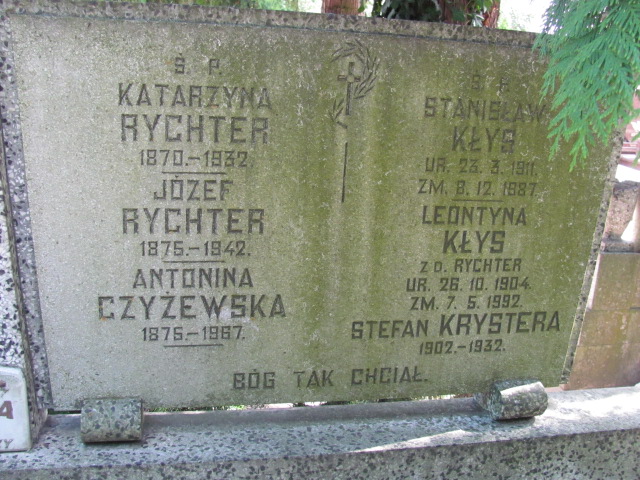 Ś. P.
KATARZYNA
RYCHTER
1870.-1932.
JÓZEF
RYCHTER
1875.-1942.
ANTONINA
CZYŻEWSKA
1875.-1967.
Ś. P.
STANISŁAW
KŁYS
UR. 23. 3. 1911.
ZM. 8. 12. 1987.
LEONTYNA
KŁYS
Z D. RYCHTER
UR. 26. 10. 1904.
ZM. 7. 5. 1992.
STEFAN KRYSTERA
1902.-1932.
BÓG TAK CHCIAŁ.